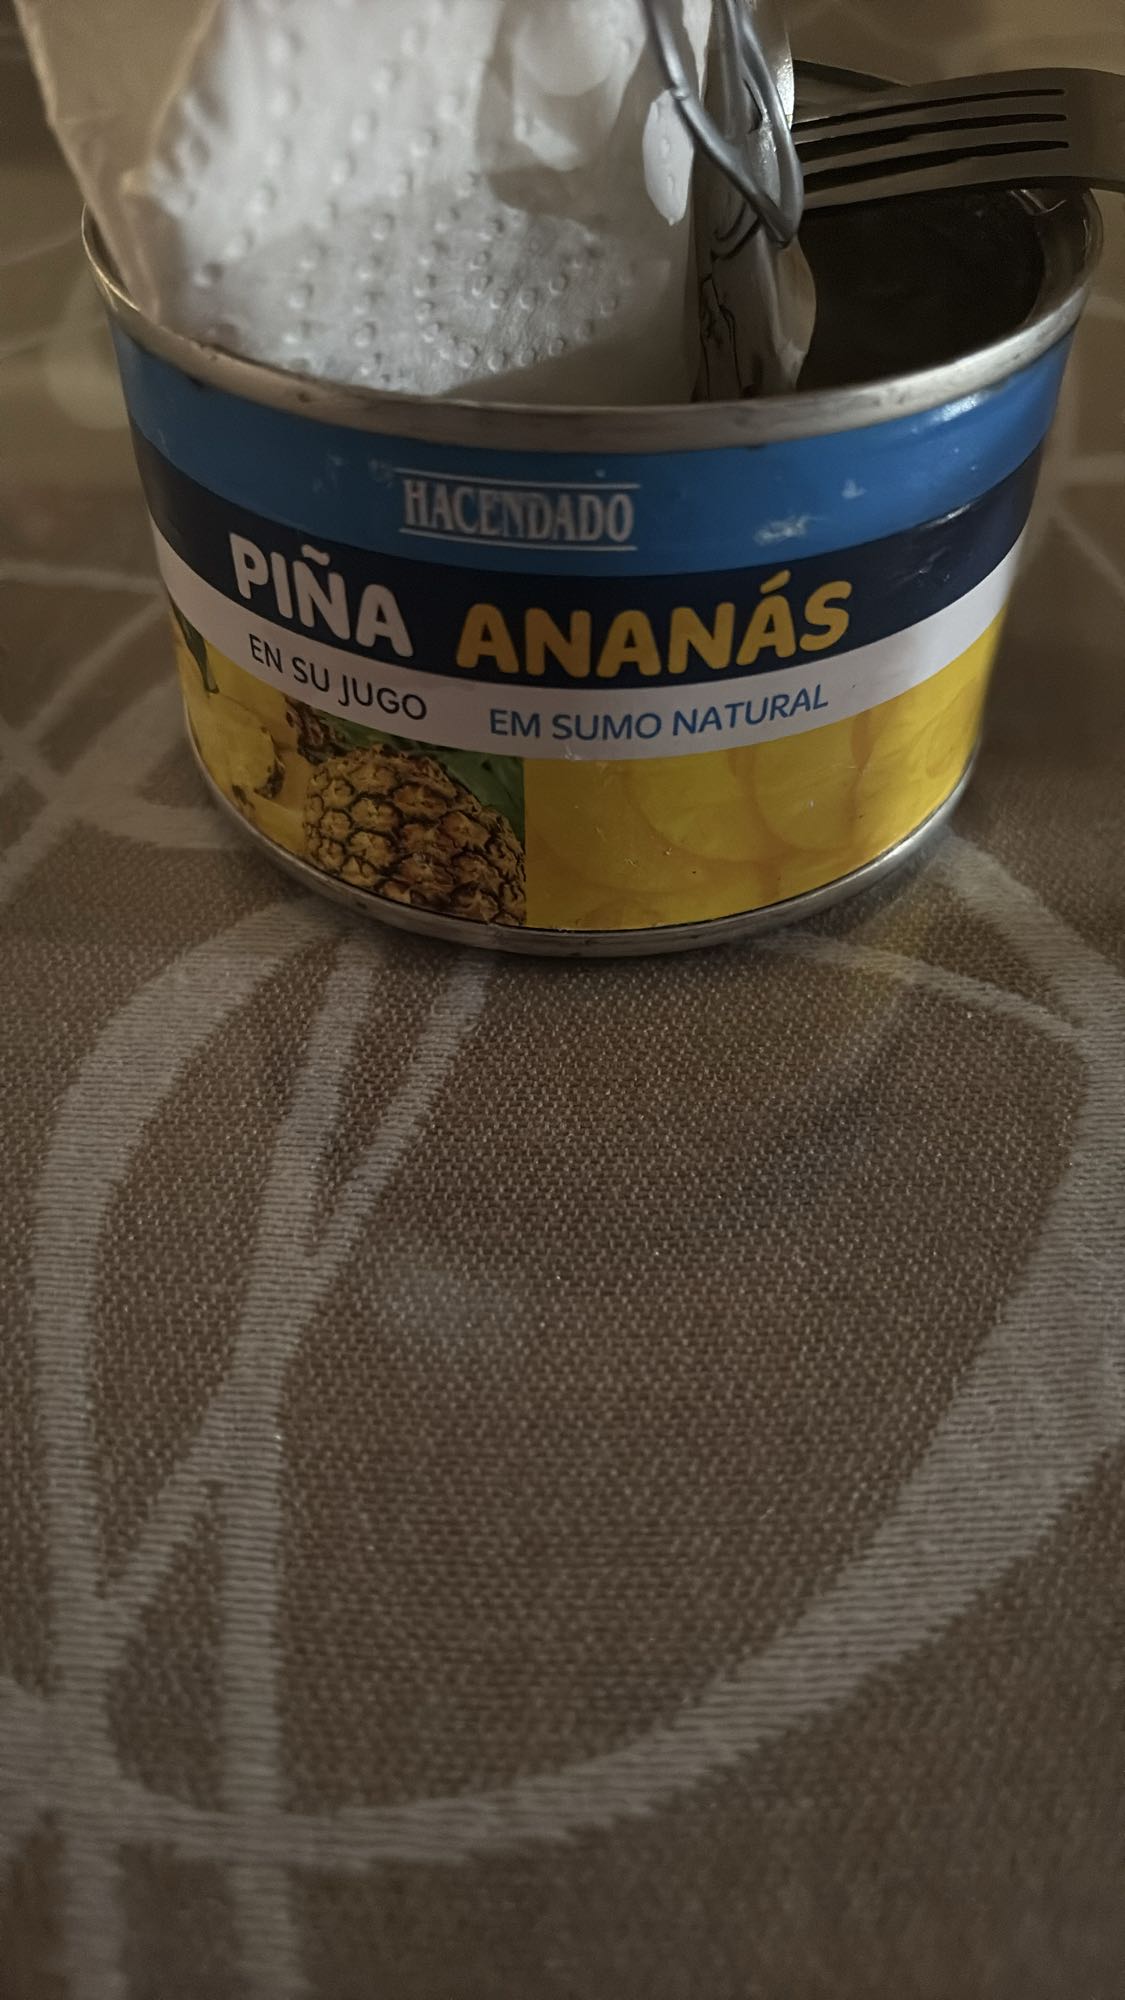 HACENDADO
PIÑA ANANÁS
EN SU JUGO EM SUMO NATURAL